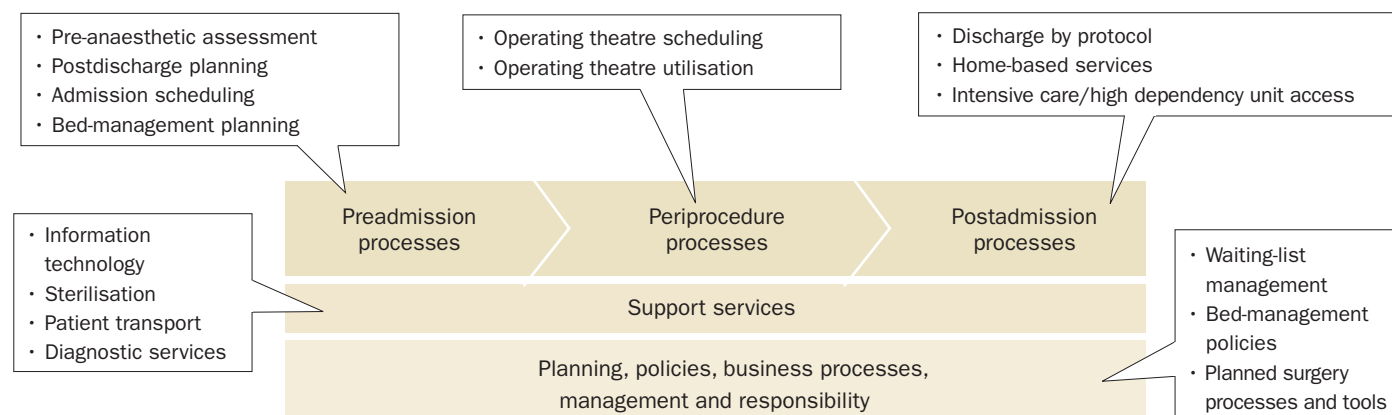 · Pre-anaesthetic assessment
· Postdischarge planning
· Admission scheduling
· Bed-management planning
· Operating theatre scheduling
· Operating theatre utilisation
· Discharge by protocol
· Home-based services
· Intensive care/high dependency unit access
Preadmission
processes
Periprocedure
processes
Postadmission
processes
· Information
technology
· Sterilisation
· Patient transport
· Diagnostic services
Support services
· Waiting-list
management
· Bed-management
policies
· Planned surgery
processes and tools
Planning, policies, business processes,
management and responsibility